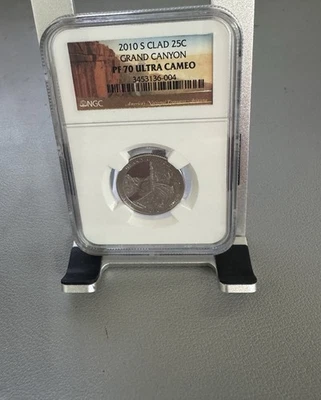 2010 S CLAD 25C
GRAND CANYON
PF 70 ULTRA CAMEO
3453136-004
NGC